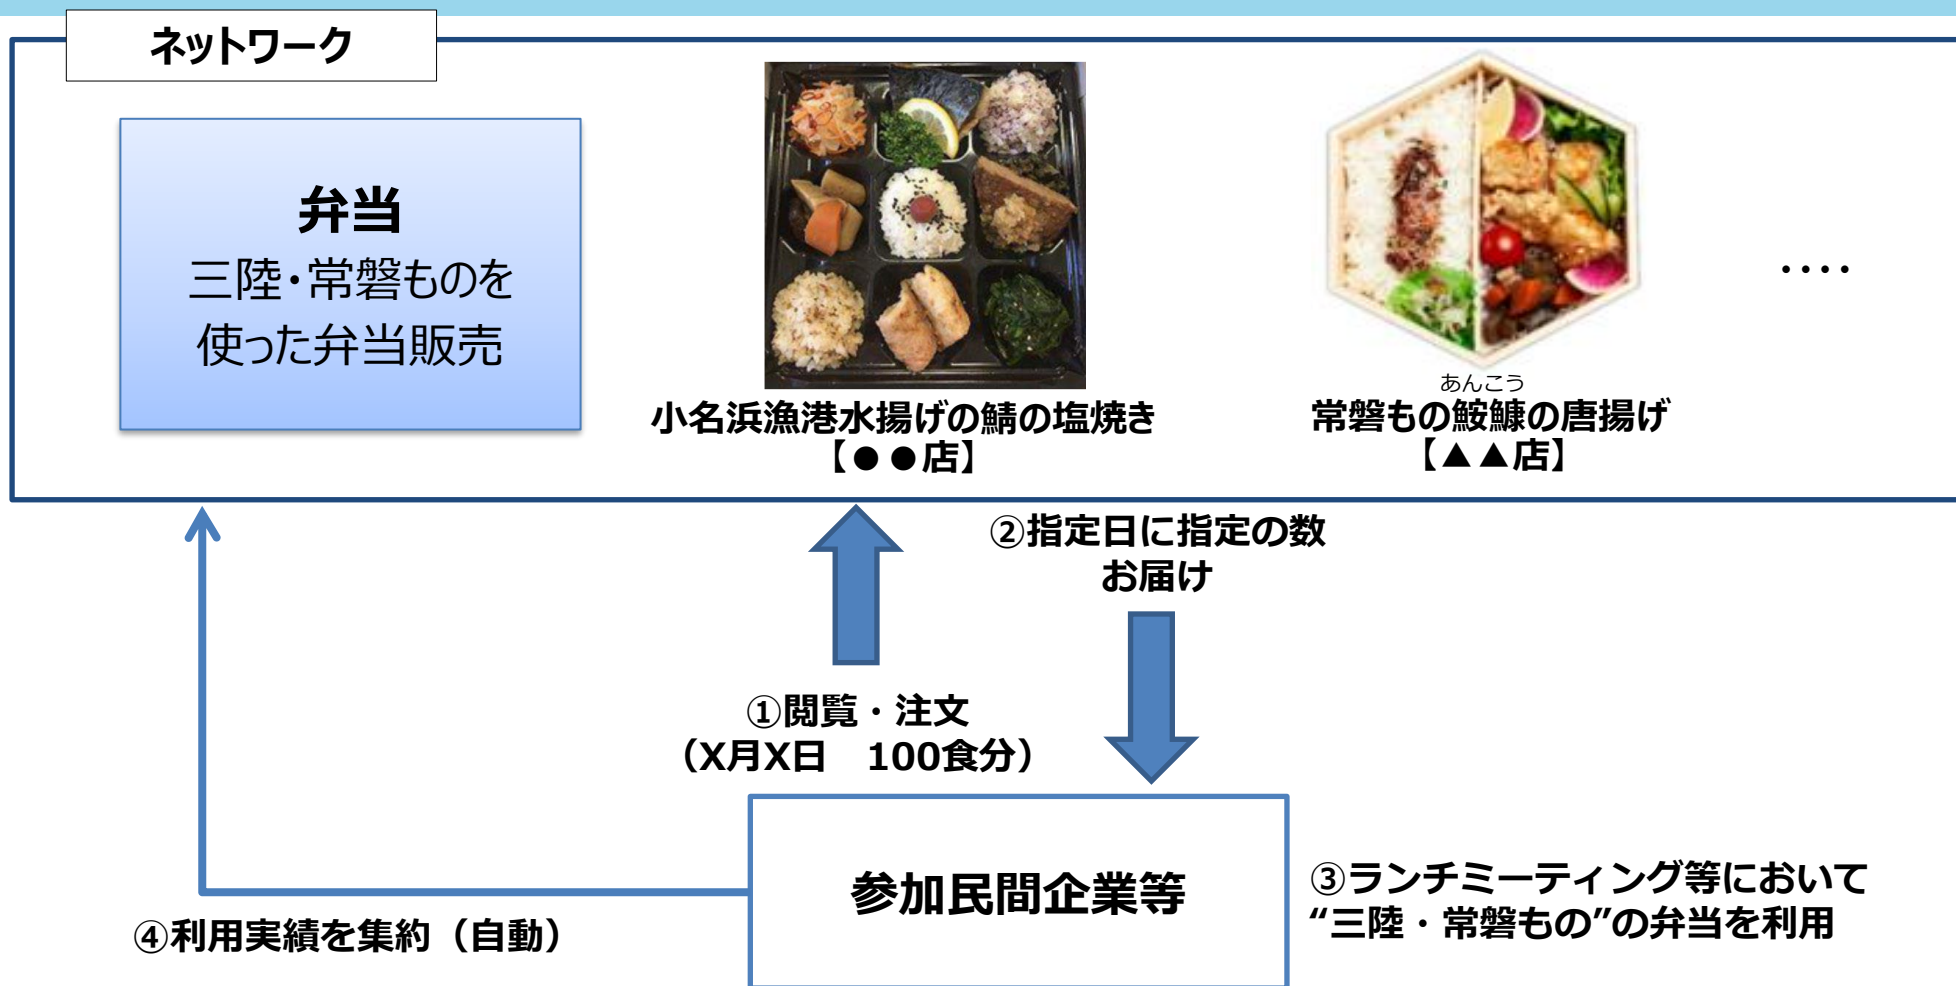 ネットワーク
弁当
三陸・常磐ものを
使った弁当販売
小名浜漁港水揚げの鯖の塩焼き
【●●店】
あんこう
常磐もの鮟鱇の唐揚げ
【▲▲店】
‥‥
②指定日に指定の数
お届け
①閲覧・注文
（X月X日　100食分）
参加民間企業等
③ランチミーティング等において
“三陸・常磐もの”の弁当を利用
④利用実績を集約（自動）